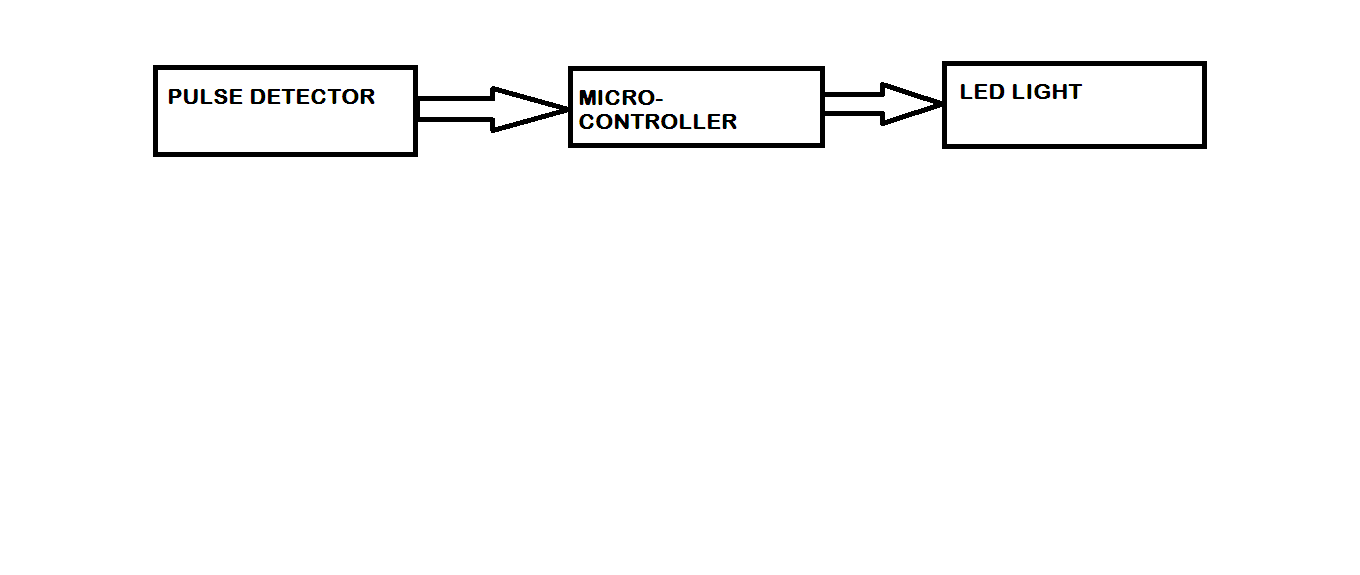 PULSE DETECTOR
MICRO-
CONTROLLER
LED LIGHT